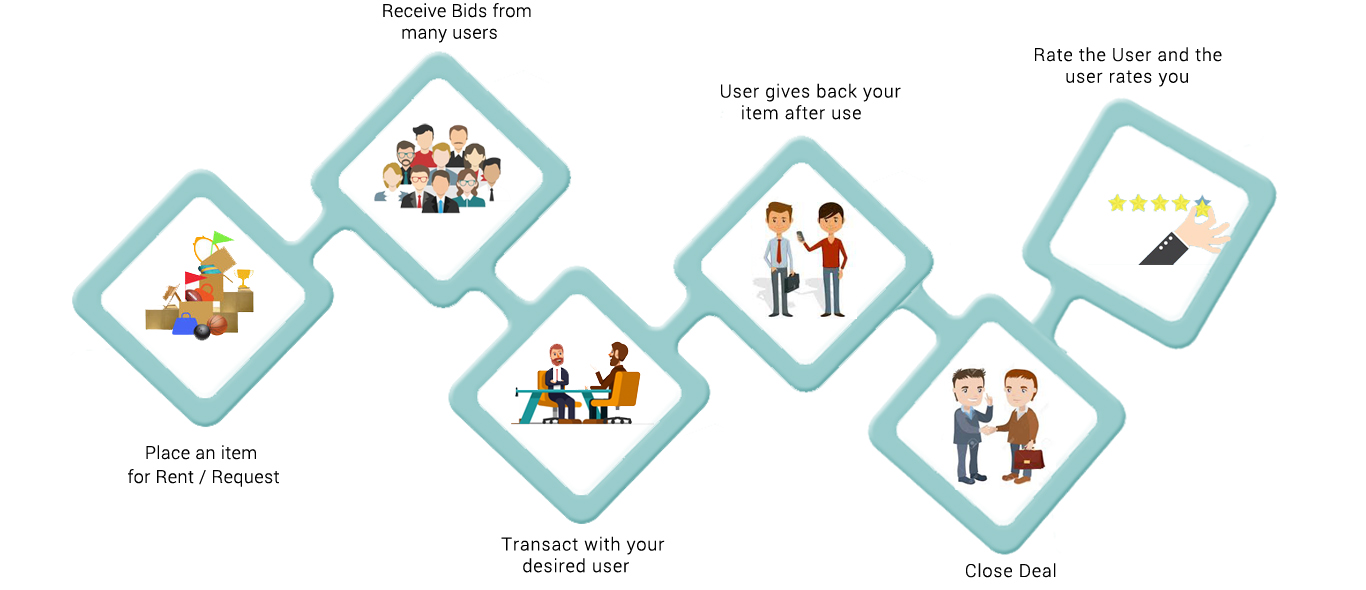 Place an item
for Rent / Request
Receive Bids from
many users
Transact with your
desired user
User gives back your
item after use
Close Deal
Rate the User and the
user rates you